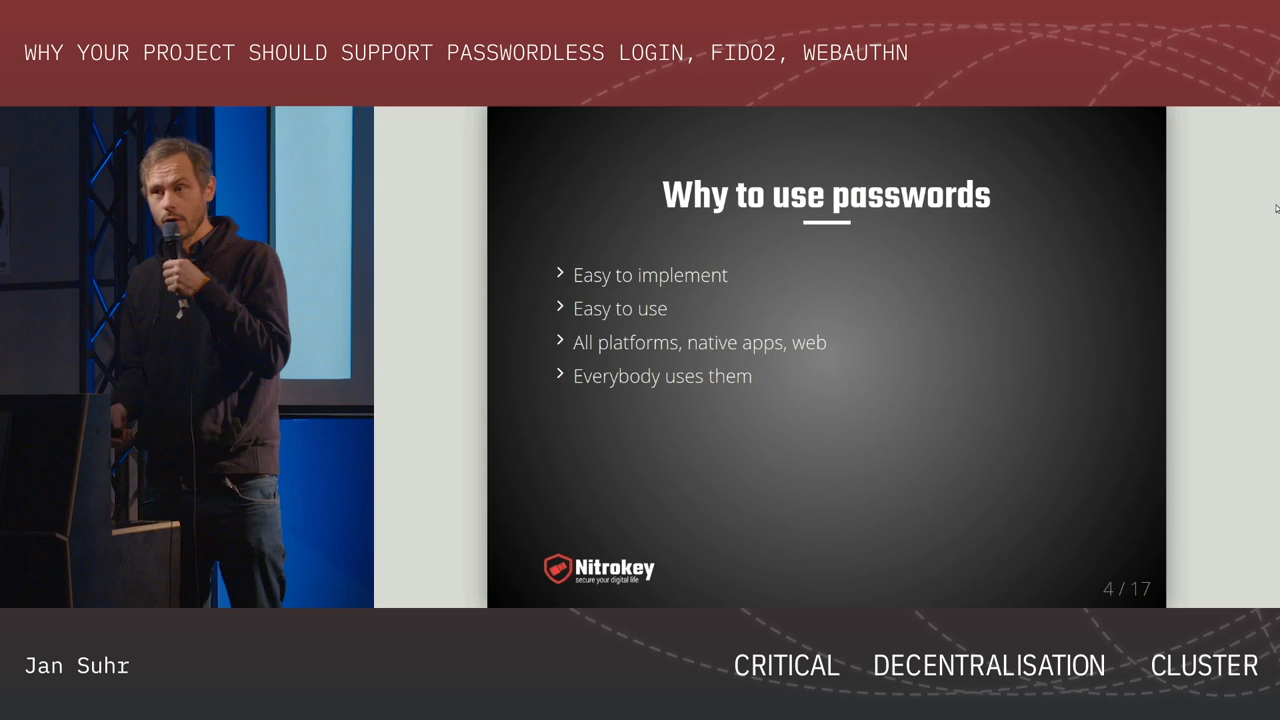 WHY YOUR PROJECT SHOULD SUPPORT PASSWORDLESS LOGIN, FIDO2, WEBAUTHN
Why to use passwords
Easy to implement
Easy to use
All platforms, native apps, web
Everybody uses them
Nitrokey
secure your digital life
4 / 17
Jan Suhr
CRITICAL DECENTRALISATION CLUSTER